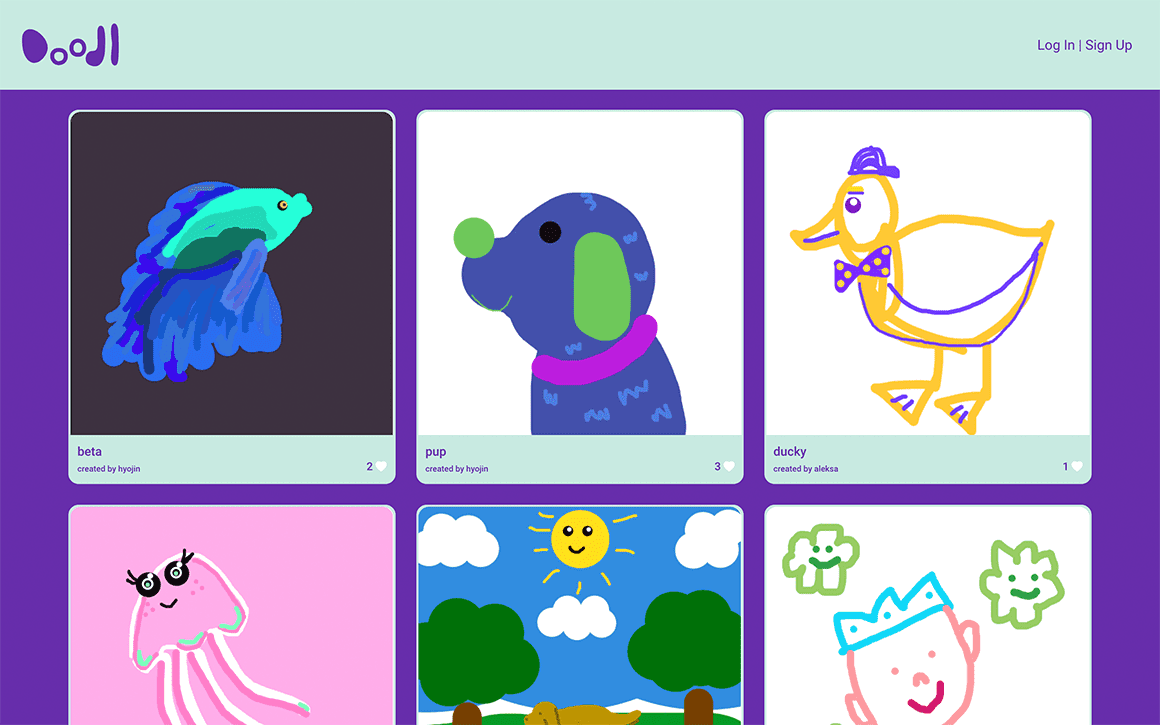 Doodl
Log In | Sign Up
beta
created by hyojin
2
pup
created by hyojin
3
ducky
created by aleksa
1